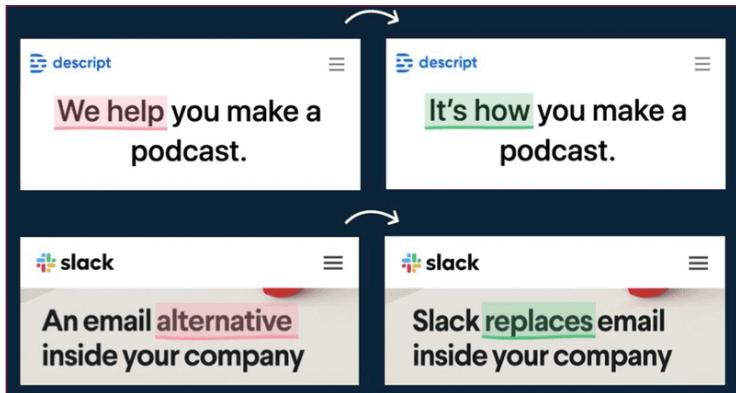 descript
We help you make a
podcast.
descript
It's how you make a
podcast.
slack
An email alternative
inside your company
slack
Slack replaces email
inside your company